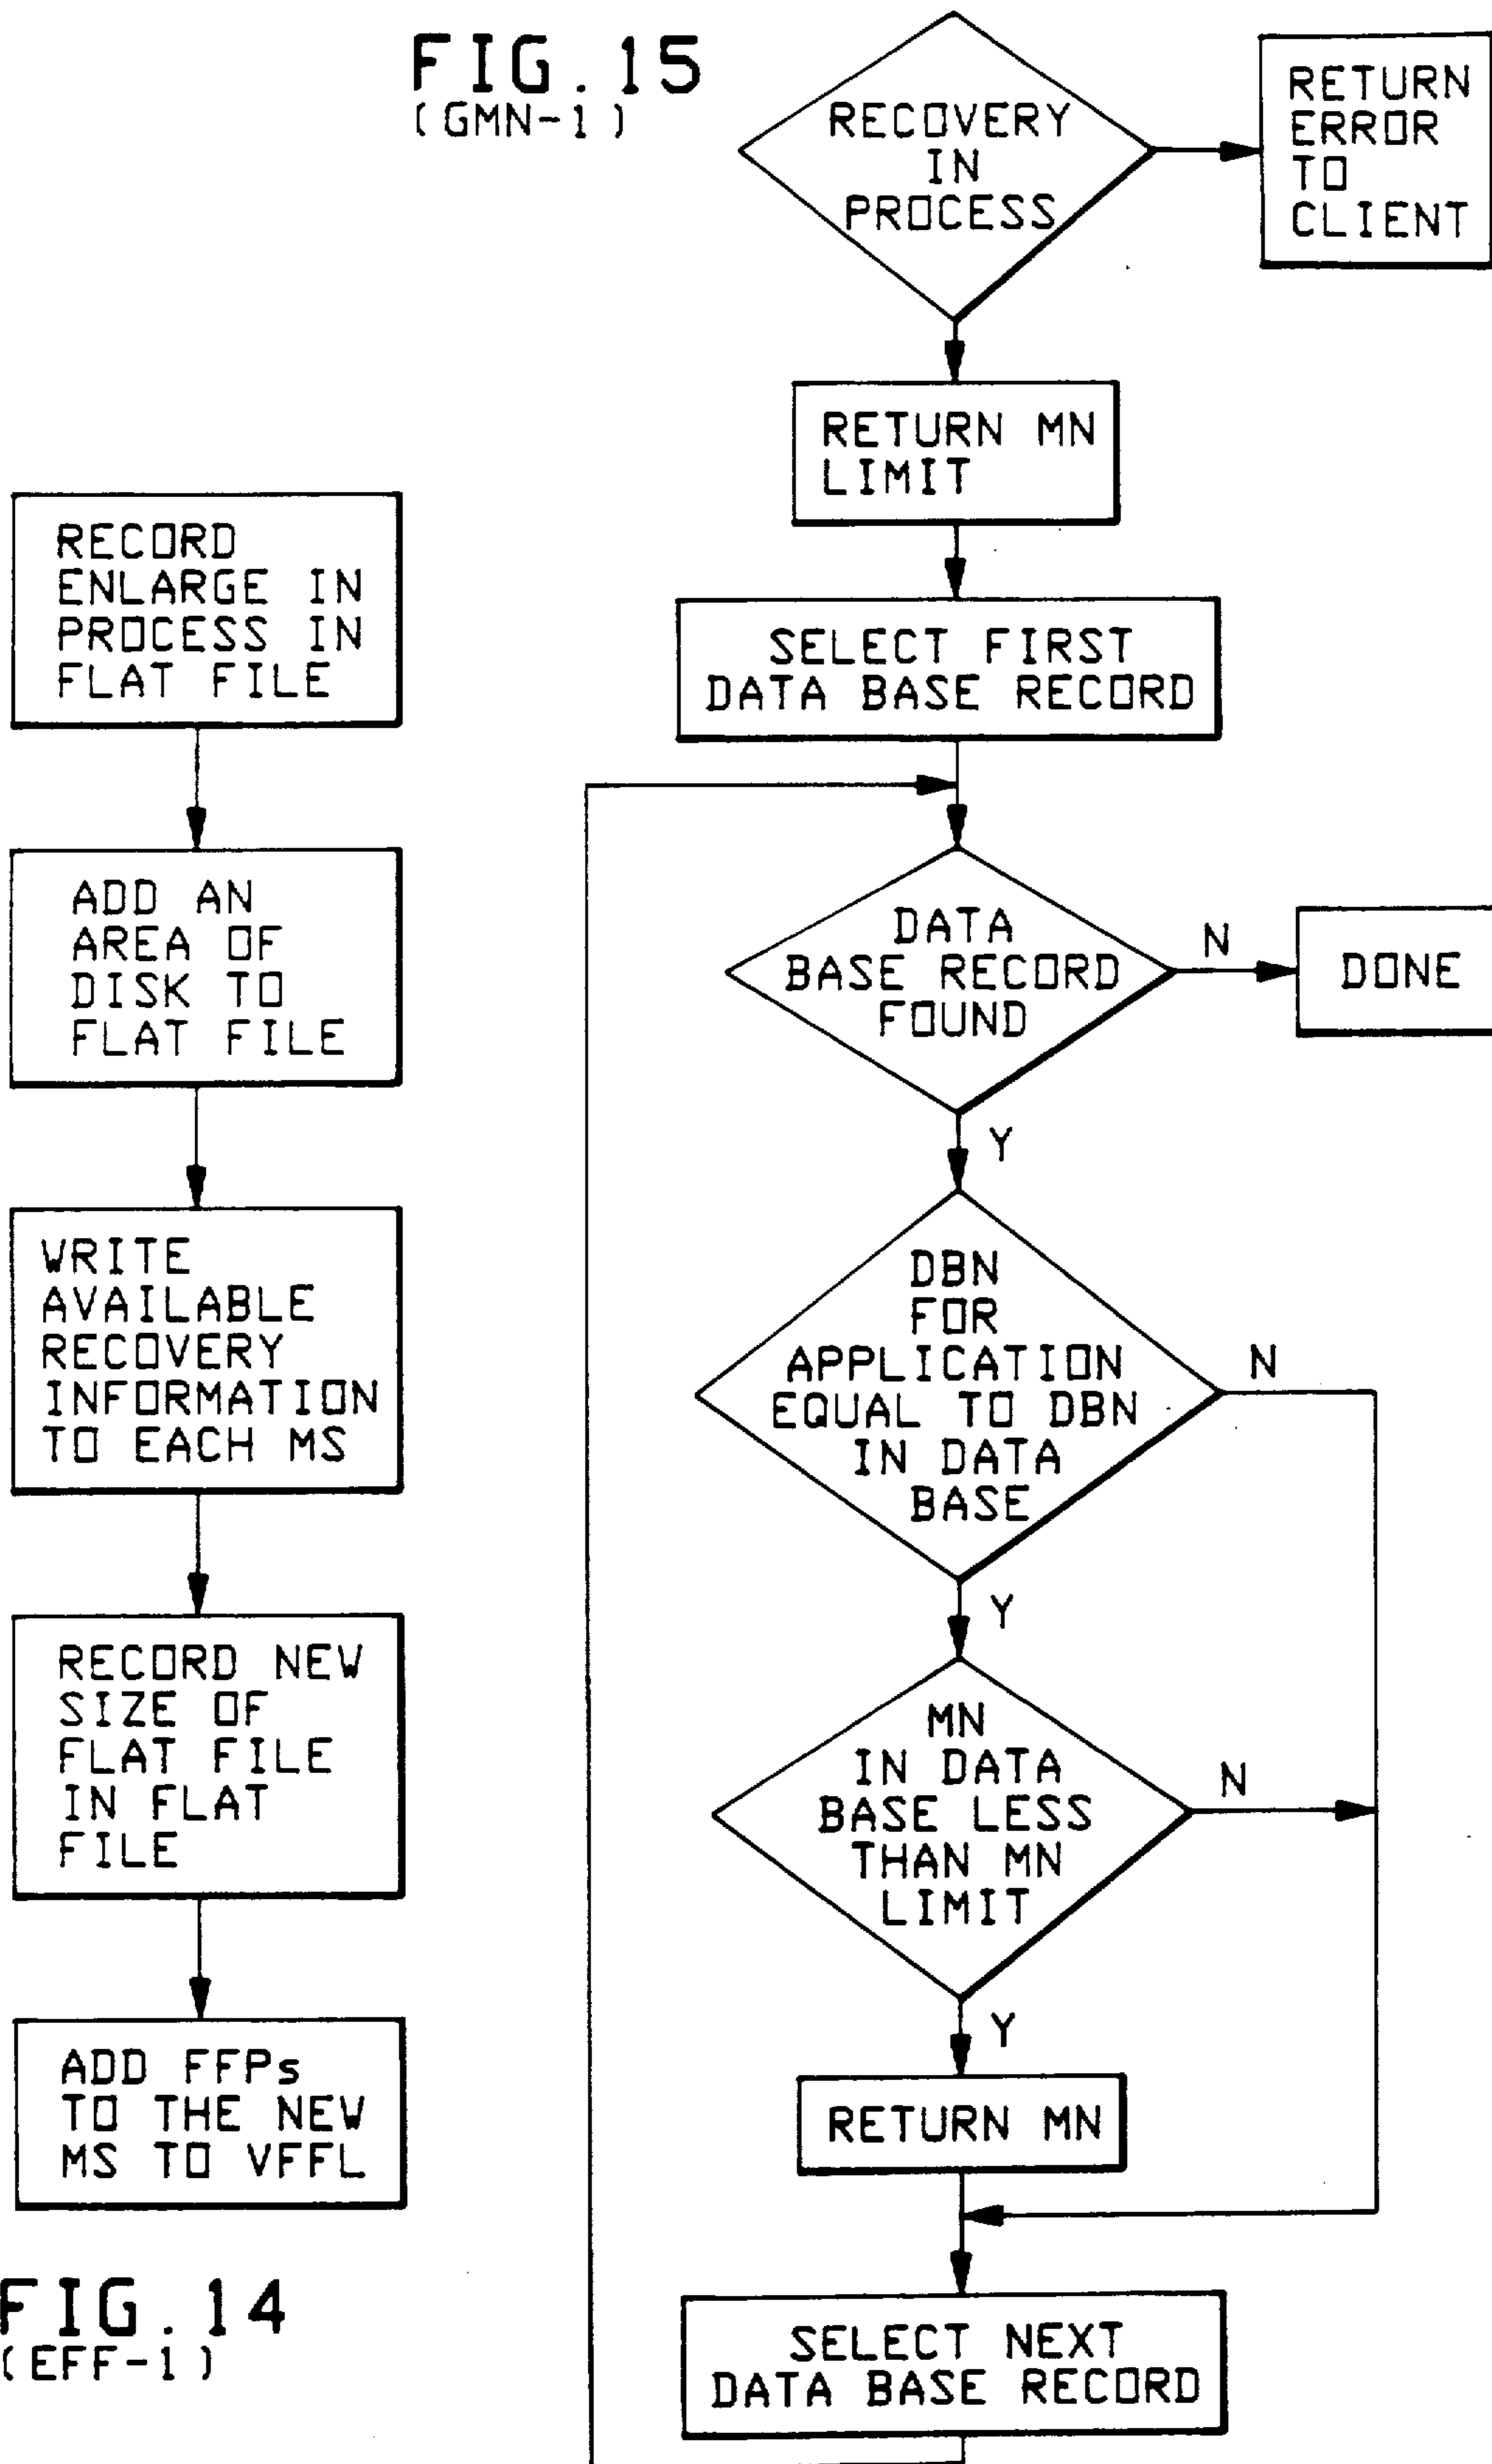 FIG.15
(GMN-1)
RECOVERY
IN
PROCESS
RETURN
ERROR
TO
CLIENT
RETURN MN
LIMIT
SELECT FIRST
DATA BASE RECORD
DATA
BASE RECORD
FOUND
N
DONE
Y
DBN
FOR
APPLICATION
EQUAL TO DBN
IN DATA
BASE
N
Y
MN
IN DATA
BASE LESS
THAN MN
LIMIT
N
Y
RETURN MN
SELECT NEXT
DATA BASE RECORD
RECORD
ENLARGE IN
PROCESS IN
FLAT FILE
ADD AN
AREA OF
DISK TO
FLAT FILE
WRITE
AVAILABLE
RECOVERY
INFORMATION
TO EACH MS
RECORD NEW
SIZE OF
FLAT FILE
IN FLAT
FILE
ADD FFPs
TO THE NEW
MS TO VFFL
FIG.14
(EFF-1)